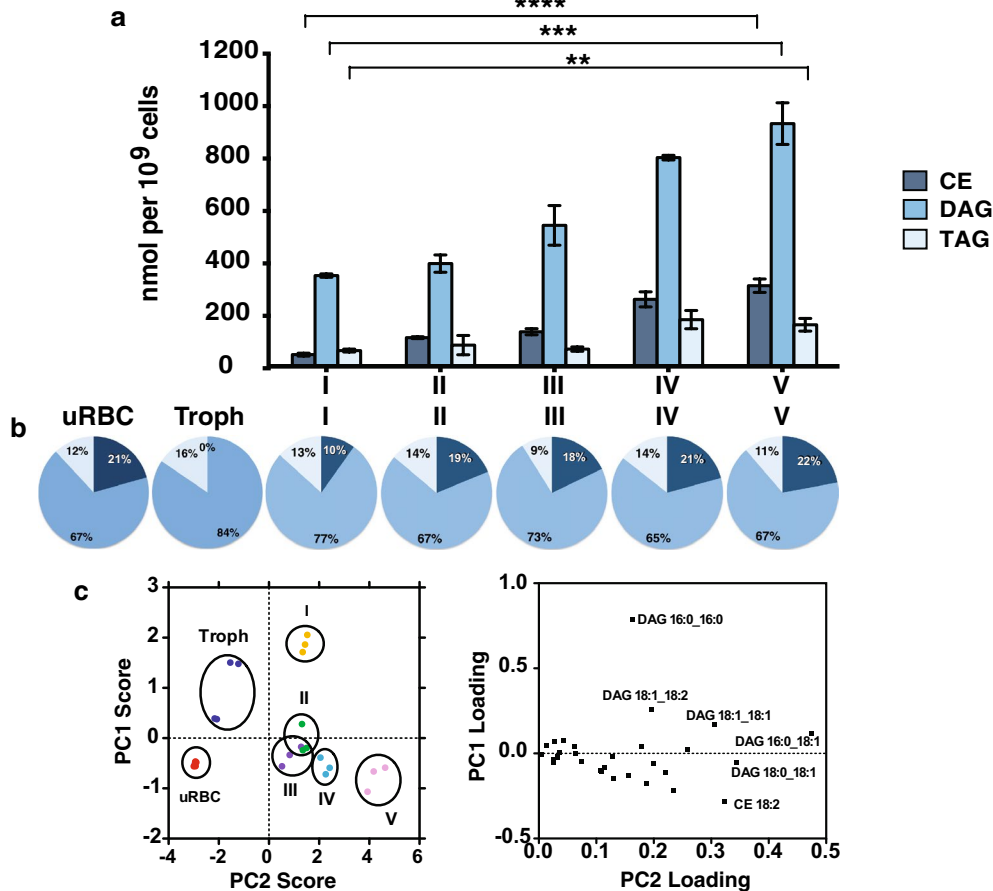 a
****
***
**
nmol per 10⁹ cells
1200
1000
800
600
400
200
0
I II III IV V
CE
DAG
TAG
b
uRBC Troph I II III IV V
12% 21% 67%
16% 0% 84%
13% 10% 77%
14% 19% 67%
9% 18% 73%
14% 21% 65%
11% 22% 67%
c
PC1 Score
3
2
1
0
-1
-2
-4 -2 0 2 4 6
PC2 Score
Troph
I
II
uRBC
III
IV
V
PC1 Loading
1.0
0.5
0.0
-0.5
0.0 0.1 0.2 0.3 0.4 0.5
PC2 Loading
DAG 16:0_16:0
DAG 18:1_18:2
DAG 18:1_18:1
DAG 16:0_18:1
DAG 18:0_18:1
CE 18:2